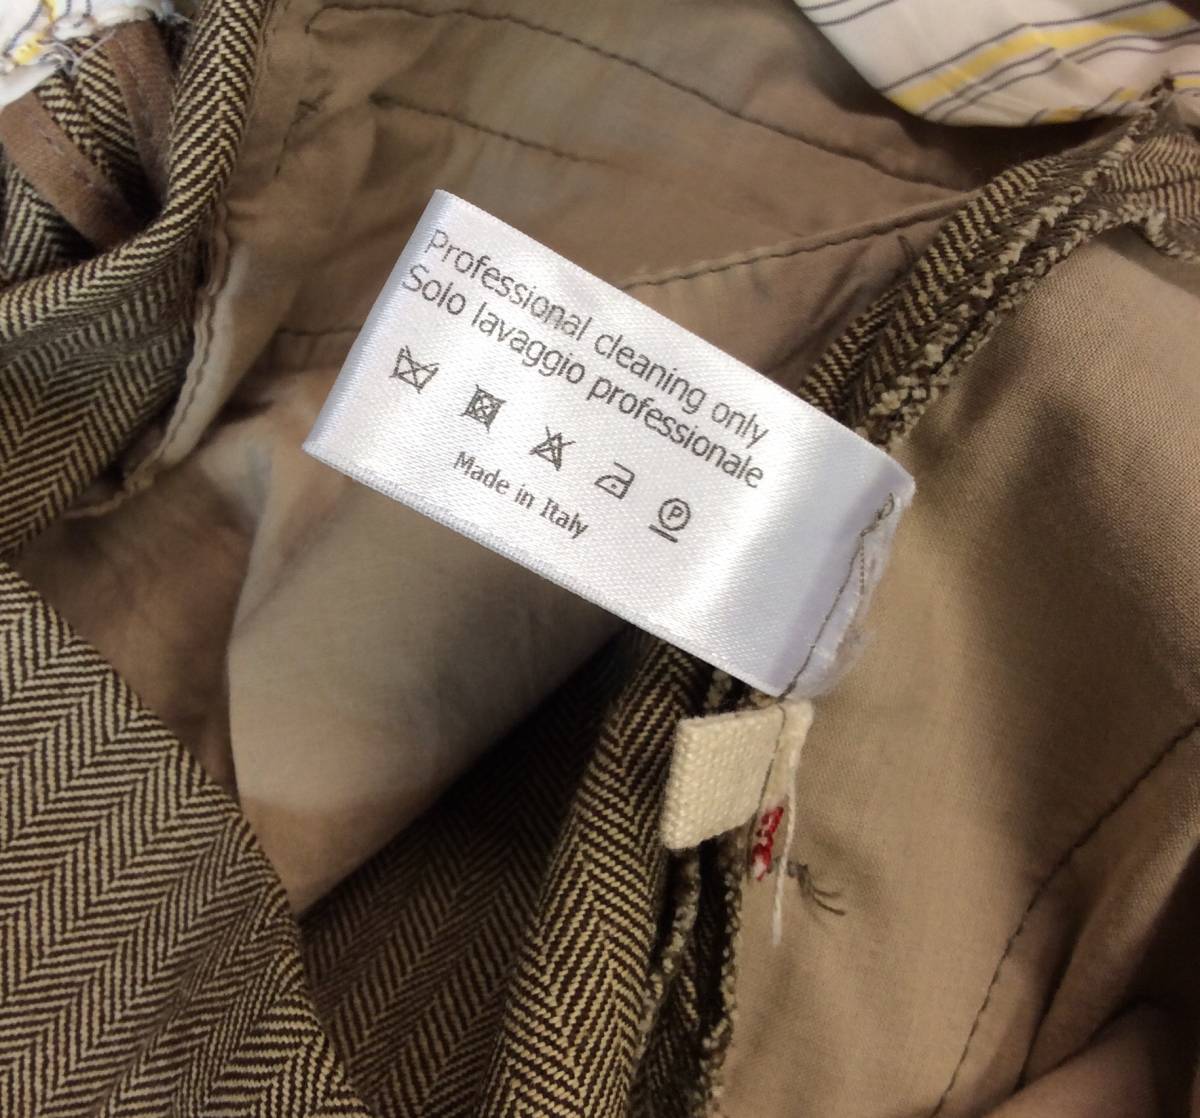 Professional cleaning only
Solo lavaggio professionale
P
Made in Italy